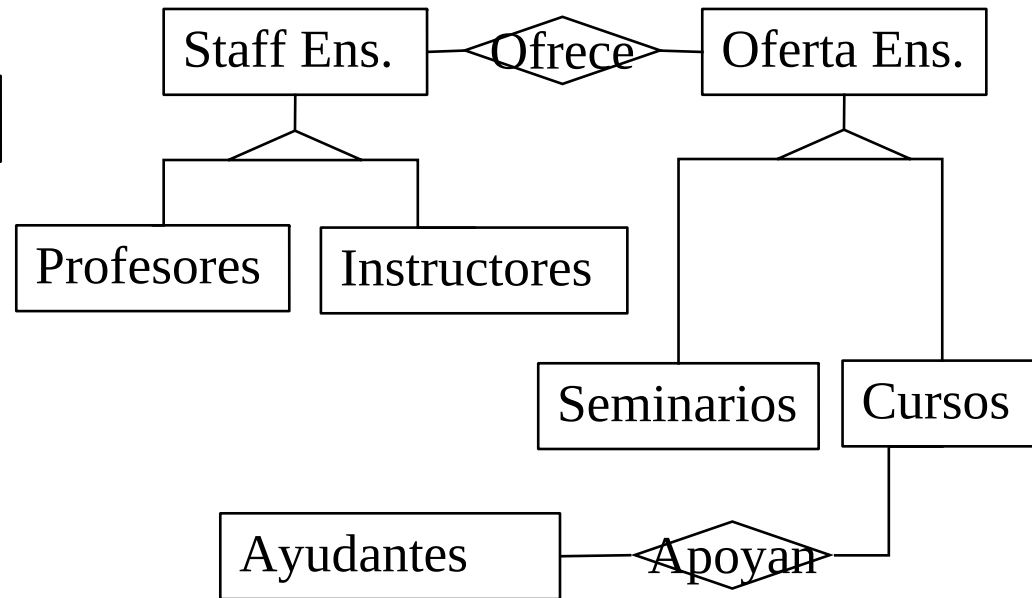 Staff Ens.
Ofrece
Oferta Ens.
Profesores
Instructores
Seminarios
Cursos
Ayudantes
Apoyan